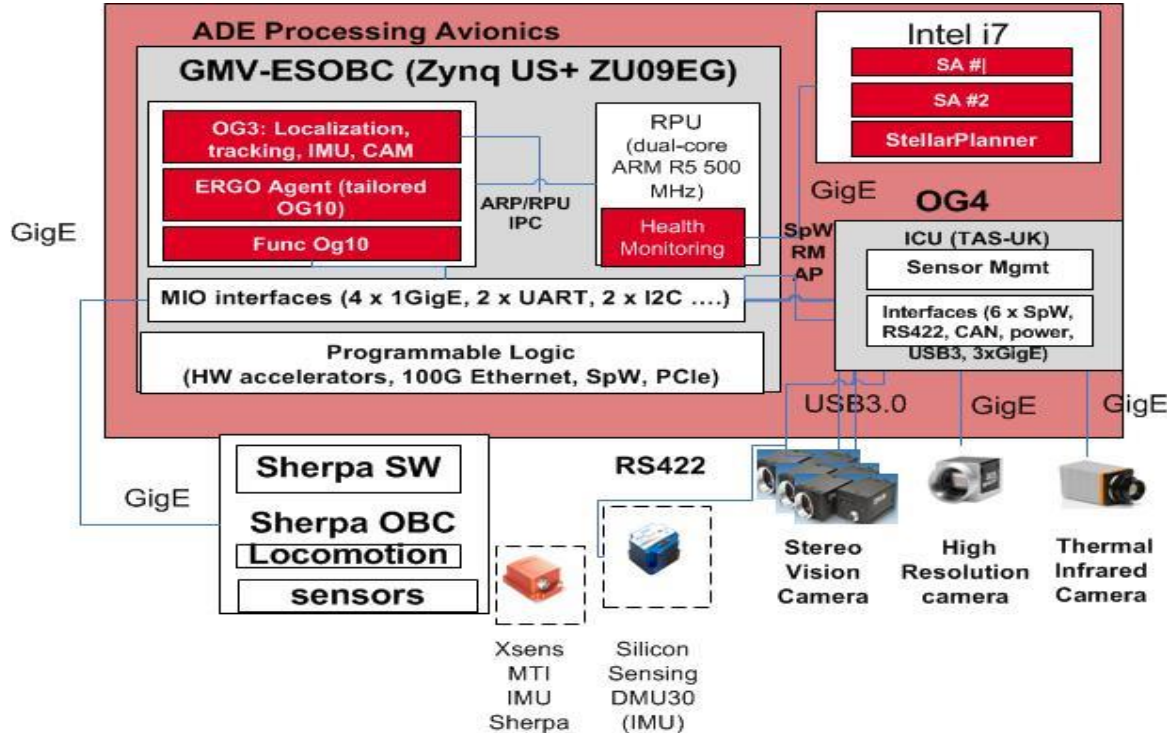 ADE Processing Avionics
GMV-ESOBC (Zynq US+ ZU09EG)
OG3: Localization,
tracking, IMU, CAM
ERGO Agent (tailored
OG10)
Func Og10
ARP/RPU
IPC
RPU
(dual-core
ARM R5 500
MHz)
Health
Monitoring
MIO interfaces (4 x 1GigE, 2 x UART, 2 x I2C ....)
Programmable Logic
(HW accelerators, 100G Ethernet, SpW, PCIe)
Intel i7
SA #|
SA #2
StellarPlanner
GigE
OG4
SpW
RM
AP
ICU (TAS-UK)
Sensor Mgmt
Interfaces (6 x SpW,
RS422, CAN, power,
USB3, 3xGigE)
GigE
USB3.0
GigE
GigE
GigE
Sherpa SW
Sherpa OBC
Locomotion
sensors
RS422
Xsens
MTI
IMU
Sherpa
Silicon
Sensing
DMU30
(IMU)
Stereo
Vision
Camera
High
Resolution
camera
Thermal
Infrared
Camera